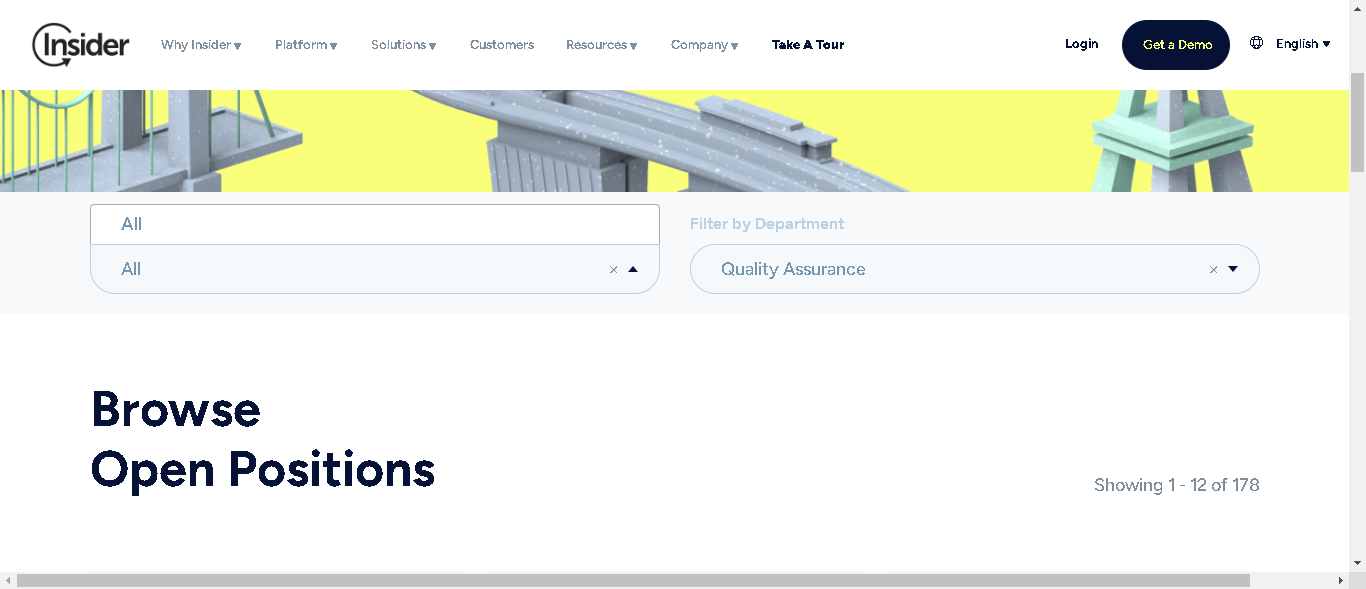 Insider Why Insider ▾ Platform ▾ Solutions ▾ Customers Resources ▾ Company ▾ Take A Tour Login Get a Demo English ▾
All Filter by Department
All × Quality Assurance ×
Browse
Open Positions
Showing 1 - 12 of 178